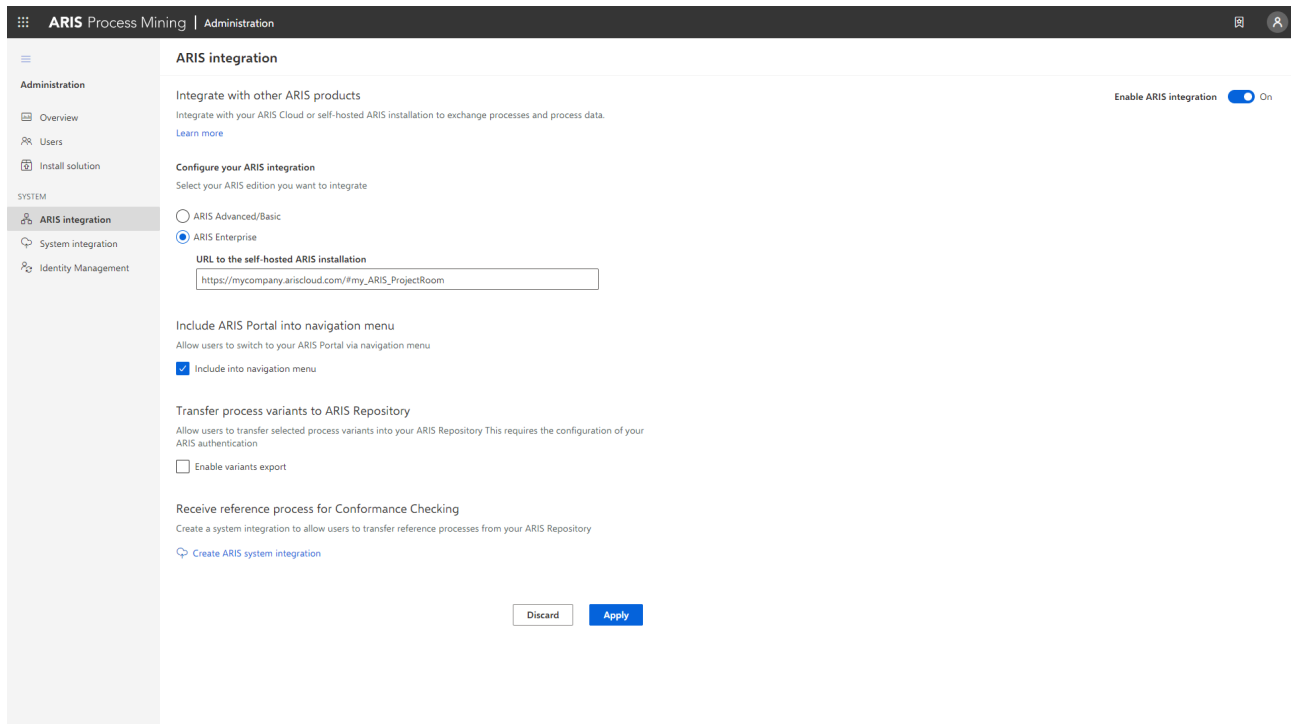 ARIS Process Mining | Administration
Administration
Overview
Users
Install solution
SYSTEM
ARIS integration
System integration
Identity Management
ARIS integration
Integrate with other ARIS products
Enable ARIS integration On
Integrate with your ARIS Cloud or self-hosted ARIS installation to exchange processes and process data.
Learn more
Configure your ARIS integration
Select your ARIS edition you want to integrate
ARIS Advanced/Basic
ARIS Enterprise
URL to the self-hosted ARIS installation
https://mycompany.ariscloud.com/#my_ARIS_ProjectRoom
Include ARIS Portal into navigation menu
Allow users to switch to your ARIS Portal via navigation menu
Include into navigation menu
Transfer process variants to ARIS Repository
Allow users to transfer selected process variants into your ARIS Repository This requires the configuration of your
ARIS authentication
Enable variants export
Receive reference process for Conformance Checking
Create a system integration to allow users to transfer reference processes from your ARIS Repository
Create ARIS system integration
Discard Apply